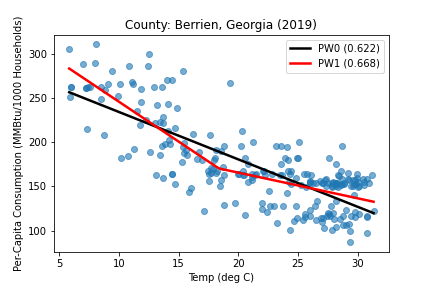 County: Berrien, Georgia (2019)
PW0 (0.622)
PW1 (0.668)
Per-Capita Consumption (MMBtu/1000 Households)
300
250
200
150
100
5 10 15 20 25 30
Temp (deg C)